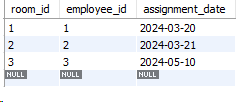 room_id employee_id assignment_date
1 1 2024-03-20
2 2 2024-03-21
3 3 2024-05-10
NULL NULL NULL